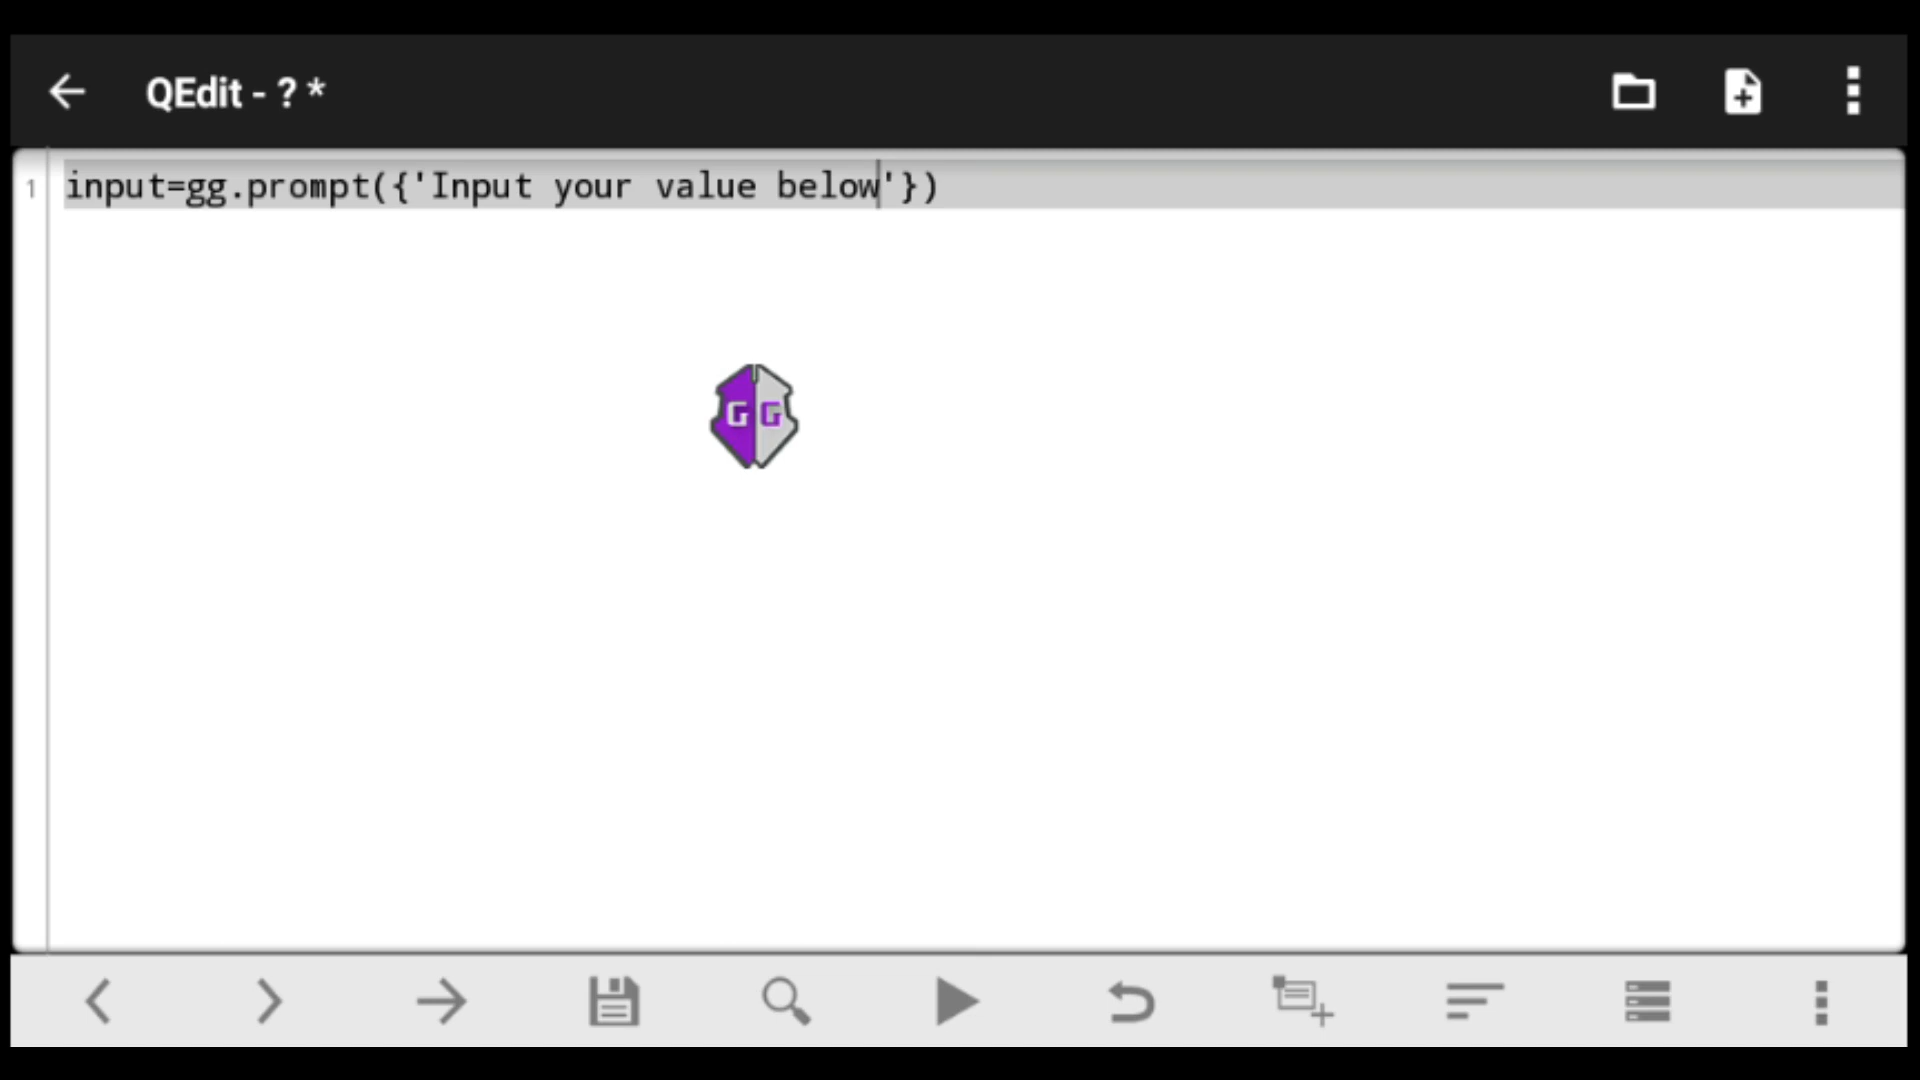 QEdit - ? *
1 input=gg.prompt({'Input your value below'})
GG